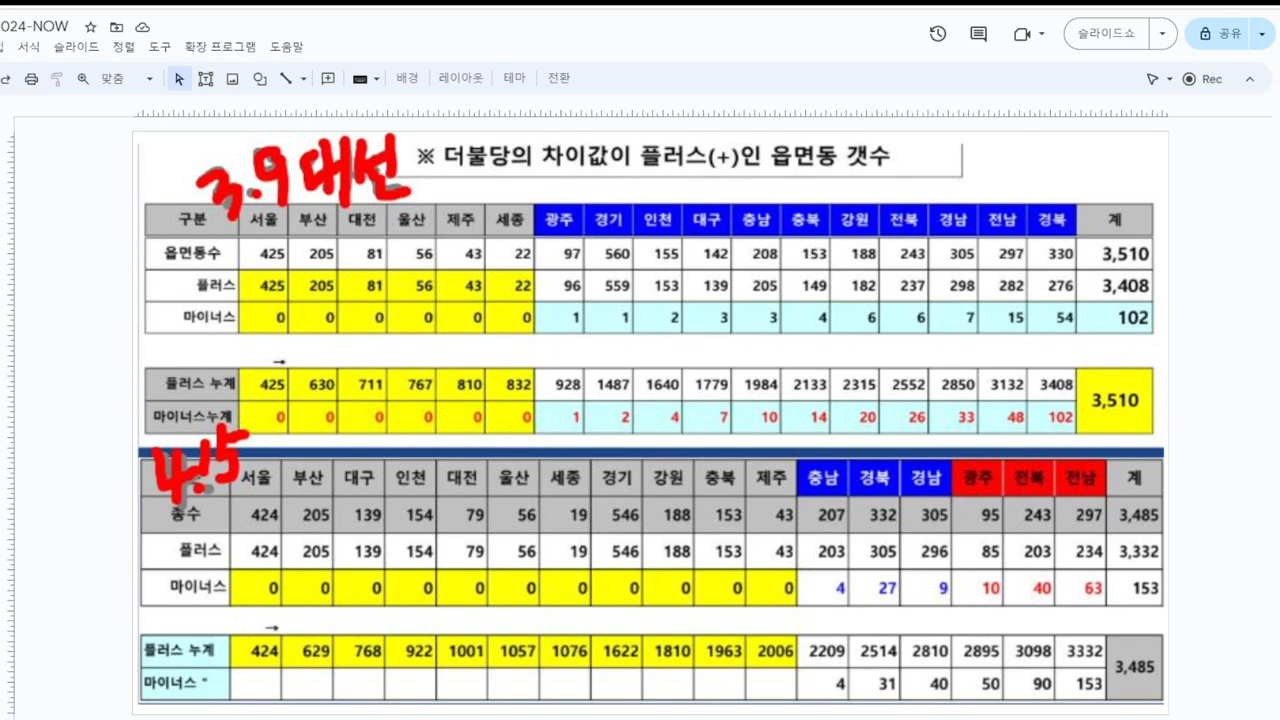 024-NOW
서식 슬라이드 정렬 도구 확장 프로그램 도움말
슬라이드쇼
공유
맞춤
배경 레이아웃 테마 전환
Rec
3.9 대선
※ 더불당의 차이값이 플러스(+)인 읍면동 갯수
구분 서울 부산 대전 울산 제주 세종 광주 경기 인천 대구 충남 충북 강원 전북 경남 전남 경북 계
읍면동수 425 205 81 56 43 22 97 560 155 142 208 153 188 243 305 297 330 3,510
플러스 425 205 81 56 43 22 96 559 153 139 205 149 182 237 298 282 276 3,408
마이너스 0 0 0 0 0 0 1 1 2 3 3 4 6 6 7 15 54 102
→
플러스 누계 425 630 711 767 810 832 928 1487 1640 1779 1984 2133 2315 2552 2850 3132 3408 3,510
마이너스누계 0 0 0 0 0 0 1 2 4 7 10 14 20 26 33 48 102
4.15
서울 부산 대구 인천 대전 울산 세종 경기 강원 충북 제주 충남 경북 경남 광주 전북 전남 계
총수 424 205 139 154 79 56 19 546 188 153 43 207 332 305 95 243 297 3,485
플러스 424 205 139 154 79 56 19 546 188 153 43 203 305 296 85 203 234 3,332
마이너스 0 0 0 0 0 0 0 0 0 0 0 4 27 9 10 40 63 153
→
플러스 누계 424 629 768 922 1001 1057 1076 1622 1810 1963 2006 2209 2514 2810 2895 3098 3332 3,485
마이너스 " 4 31 40 50 90 153